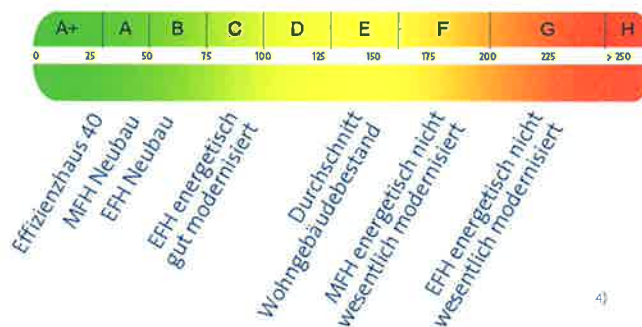 A+ A B C D E F G H
0 25 50 75 100 125 150 175 200 225 > 250
Effizienzhaus 40
MFH Neubau
EFH Neubau
EFH energetisch
gut modernisiert
Durchschnitt
Wohngebäudebestand
MFH energetisch nicht
wesentlich modernisiert
EFH energetisch nicht
wesentlich modernisiert
4)